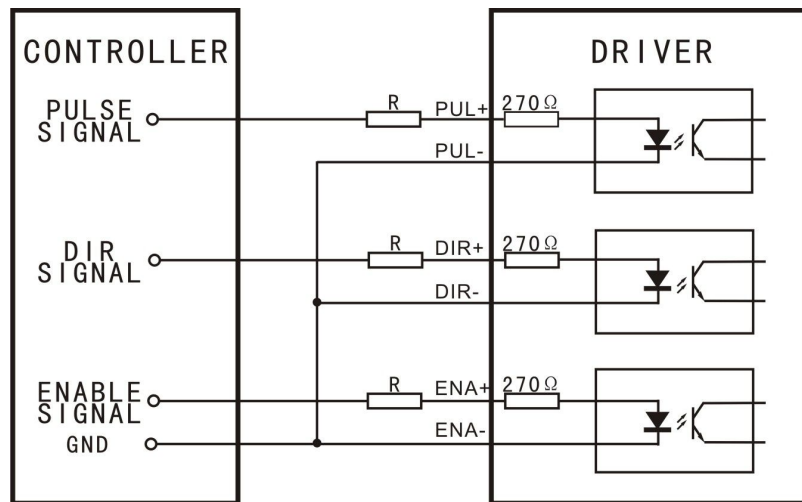 CONTROLLER
DRIVER
PULSE
SIGNAL
R
PUL+
270Ω
PUL-
DIR
SIGNAL
R
DIR+
270Ω
DIR-
ENABLE
SIGNAL
R
ENA+
270Ω
GND
ENA-